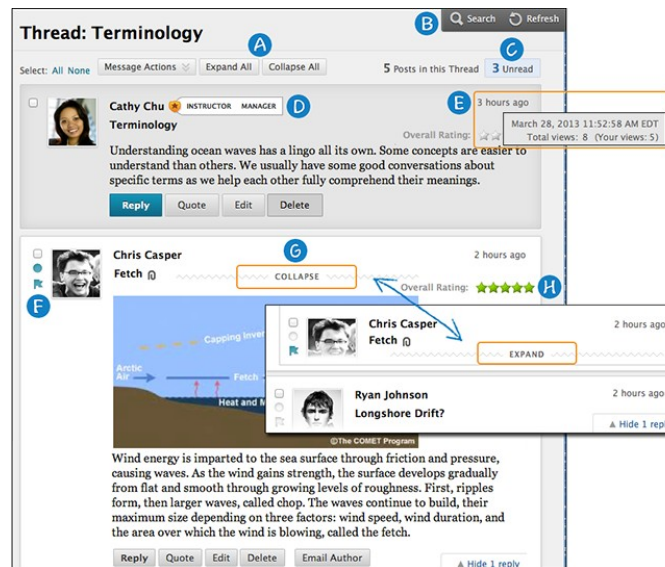 B Search Refresh
Thread: Terminology
A
C
Select: All None Message Actions Expand All Collapse All 5 Posts in this Thread 3 Unread
E
3 hours ago
Cathy Chu INSTRUCTOR MANAGER D
Terminology
March 28, 2013 11:52:58 AM EDT
Overall Rating:
Total views: 8 (Your views: 5)
Understanding ocean waves has a lingo all its own. Some concepts are easier to
understand than others. We usually have some good conversations about
specific terms as we help each other fully comprehend their meanings.
Reply Quote Edit Delete
G
Chris Casper 2 hours ago
Fetch COLLAPSE
Overall Rating: H
F
Chris Casper 2 hours ago
Fetch
EXPAND
Ryan Johnson 2 hours ago
Longshore Drift?
Hide 1 reply
Capping Inver
Arctic
Air Fetch
Heat and M
©The COMET Program
Wind energy is imparted to the sea surface through friction and pressure,
causing waves. As the wind gains strength, the surface develops gradually
from flat and smooth through growing levels of roughness. First, ripples
form, then larger waves, called chop. The waves continue to build, their
maximum size depending on three factors: wind speed, wind duration, and
the area over which the wind is blowing, called the fetch.
Reply Quote Edit Delete Email Author Hide 1 reply